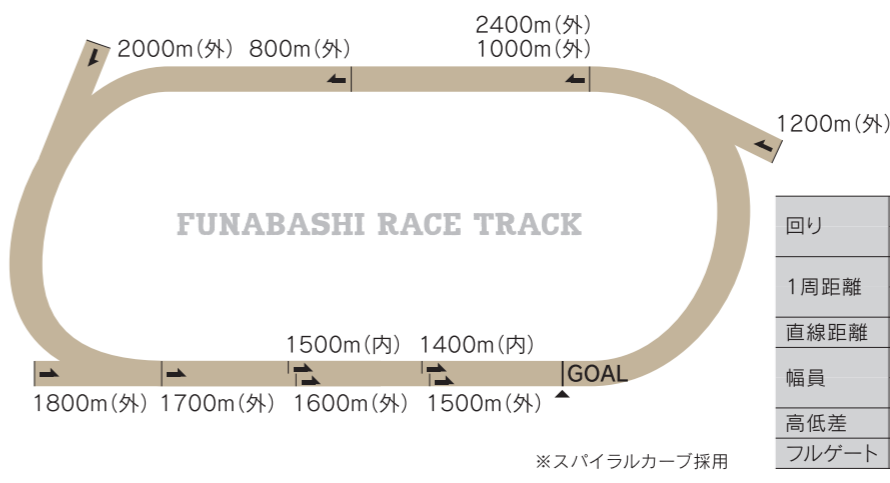 2400m(外)
2000m(外) 800m(外) 1000m(外)
1200m(外)
FUNABASHI RACE TRACK
回り
1周距離
直線距離
幅員
高低差
フルゲート
1500m(内) 1400m(内)
GOAL
1800m(外) 1700m(外) 1600m(外) 1500m(外)
※スパイラルカーブ採用